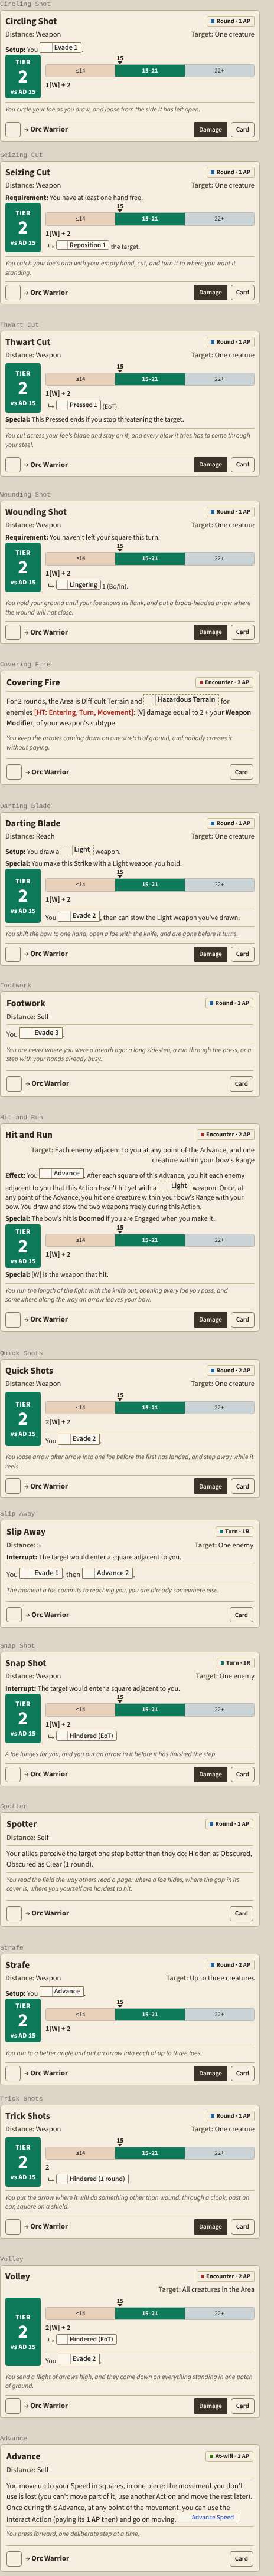 Circling Shot
Circling Shot
Round · 1 AP
Distance: Weapon
Target: One creature
Setup: You Evade 1.
TIER
2
vs AD 15
15
≤14
15–21
22+
1[W] + 2
You circle your foe as you draw, and loose from the side it has left open.
→ Orc Warrior
Damage
Card
Seizing Cut
Seizing Cut
Round · 1 AP
Distance: Weapon
Target: One creature
Requirement: You have at least one hand free.
TIER
2
vs AD 15
15
≤14
15–21
22+
1[W] + 2
↪ Reposition 1 the target.
You catch your foe's arm with your empty hand, cut, and turn it to where you want it
standing.
→ Orc Warrior
Damage
Card
Thwart Cut
Thwart Cut
Round · 1 AP
Distance: Weapon
Target: One creature
TIER
2
vs AD 15
15
≤14
15–21
22+
1[W] + 2
↪ Pressed 1 (EoT).
Special: This Pressed ends if you stop threatening the target.
You cut across your foe's blade and stay on it, and every blow it tries has to come through
your steel.
→ Orc Warrior
Damage
Card
Wounding Shot
Wounding Shot
Round · 1 AP
Distance: Weapon
Target: One creature
Requirement: You haven't left your square this turn.
TIER
2
vs AD 15
15
≤14
15–21
22+
1[W] + 2
↪ Lingering 1 (Bo/In).
You hold your ground until your foe shows its flank, and put a broad-headed arrow where
the wound will not close.
→ Orc Warrior
Damage
Card
Covering Fire
Covering Fire
Encounter · 2 AP
For 2 rounds, the Area is Difficult Terrain and Hazardous Terrain for
enemies [HT: Entering, Turn, Movement]: [V] damage equal to 2 + your Weapon
Modifier, of your weapon's subtype.
You keep the arrows coming down on one stretch of ground, and nobody crosses it
without paying.
→ Orc Warrior
Card
Darting Blade
Darting Blade
Round · 1 AP
Distance: Reach
Target: One creature
Setup: You draw a Light weapon.
Special: You make this Strike with a Light weapon you hold.
TIER
2
vs AD 15
15
≤14
15–21
22+
1[W] + 2
You Evade 2, then can stow the Light weapon you've drawn.
You shift the bow to one hand, open a foe with the knife, and are gone before it turns.
→ Orc Warrior
Damage
Card
Footwork
Footwork
Round · 1 AP
Distance: Self
You Evade 3.
You are never where you were a breath ago: a long sidestep, a run through the press, or a
step with your hands already busy.
→ Orc Warrior
Card
Hit and Run
Hit and Run
Encounter · 2 AP
Target: Each enemy adjacent to you at any point of the Advance, and one
creature within your bow's Range
Effect: You Advance. After each square of this Advance, you hit each enemy
adjacent to you that this Action hasn't hit yet with a Light weapon. Once, at
any point of the Advance, you hit one creature within your bow's Range with your
bow. You draw and stow the two weapons freely during this Action.
Special: The bow's hit is Doomed if you are Engaged when you make it.
TIER
2
vs AD 15
15
≤14
15–21
22+
1[W] + 2
Special: [W] is the weapon that hit.
You run the length of the fight with the knife out, opening every foe you pass, and
somewhere along the way an arrow leaves your bow.
→ Orc Warrior
Damage
Card
Quick Shots
Quick Shots
Round · 2 AP
Distance: Weapon
Target: One creature
TIER
2
vs AD 15
15
≤14
15–21
22+
2[W] + 2
You Evade 2.
You loose arrow after arrow into one foe before the first has landed, and step away while it
reels.
→ Orc Warrior
Damage
Card
Slip Away
Slip Away
Turn · 1R
Distance: 5
Target: One enemy
Interrupt: The target would enter a square adjacent to you.
You Evade 1, then Advance 2.
The moment a foe commits to reaching you, you are already somewhere else.
→ Orc Warrior
Card
Snap Shot
Snap Shot
Turn · 1R
Distance: Weapon
Target: One enemy
Interrupt: The target would enter a square adjacent to you.
TIER
2
vs AD 15
15
≤14
15–21
22+
1[W] + 2
↪ Hindered (EoT)
A foe lunges for you, and you put an arrow in it before it has finished the step.
→ Orc Warrior
Damage
Card
Spotter
Spotter
Round · 1 AP
Distance: Self
Your allies perceive the target one step better than they do: Hidden as Obscured,
Obscured as Clear (1 round).
You read the field the way others read a page: where a foe hides, where the gap in its
cover is, where you yourself are hardest to hit.
→ Orc Warrior
Card
Strafe
Strafe
Round · 2 AP
Distance: Weapon
Target: Up to three creatures
Setup: You Advance.
TIER
2
vs AD 15
15
≤14
15–21
22+
1[W] + 2
You run to a better angle and put an arrow into each of up to three foes.
→ Orc Warrior
Damage
Card
Trick Shots
Trick Shots
Round · 1 AP
Distance: Weapon
Target: One creature
TIER
2
vs AD 15
15
≤14
15–21
22+
2
↪ Hindered (1 round)
You put the arrow where it will do something other than wound: through a cloak, past an
ear, square on a shield.
→ Orc Warrior
Damage
Card
Volley
Volley
Encounter · 2 AP
Target: All creatures in the Area
TIER
2
vs AD 15
15
≤14
15–21
22+
2[W] + 2
↪ Hindered (EoT)
You Evade 2.
You send a flight of arrows high, and they come down on everything standing in one patch
of ground.
→ Orc Warrior
Damage
Card
Advance
Advance
At-will · 1 AP
Distance: Self
You move up to your Speed in squares, in one piece: the movement you don't
use is lost (you can't move part of it, use another Action and move the rest later).
Once during this Advance, at any point of the movement, you can use the
Interact Action (paying its 1 AP then) and go on moving. Advance Speed
You press forward, one deliberate step at a time.
→ Orc Warrior
Card